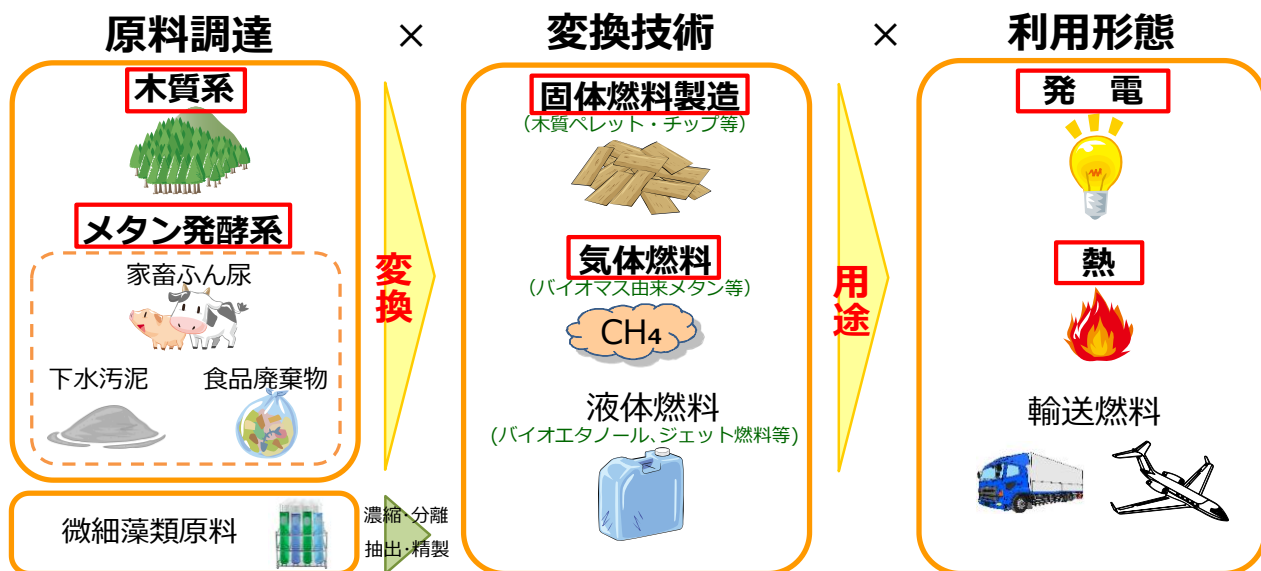 原料調達 × 変換技術 × 利用形態
木質系
メタン発酵系
家畜ふん尿
下水汚泥 食品廃棄物
微細藻類原料
変換
濃縮・分離
抽出・精製
固体燃料製造
(木質ペレット・チップ等)
気体燃料
(バイオマス由来メタン等)
CH₄
液体燃料
(バイオエタノール、ジェット燃料等)
用途
発 電
熱
輸送燃料